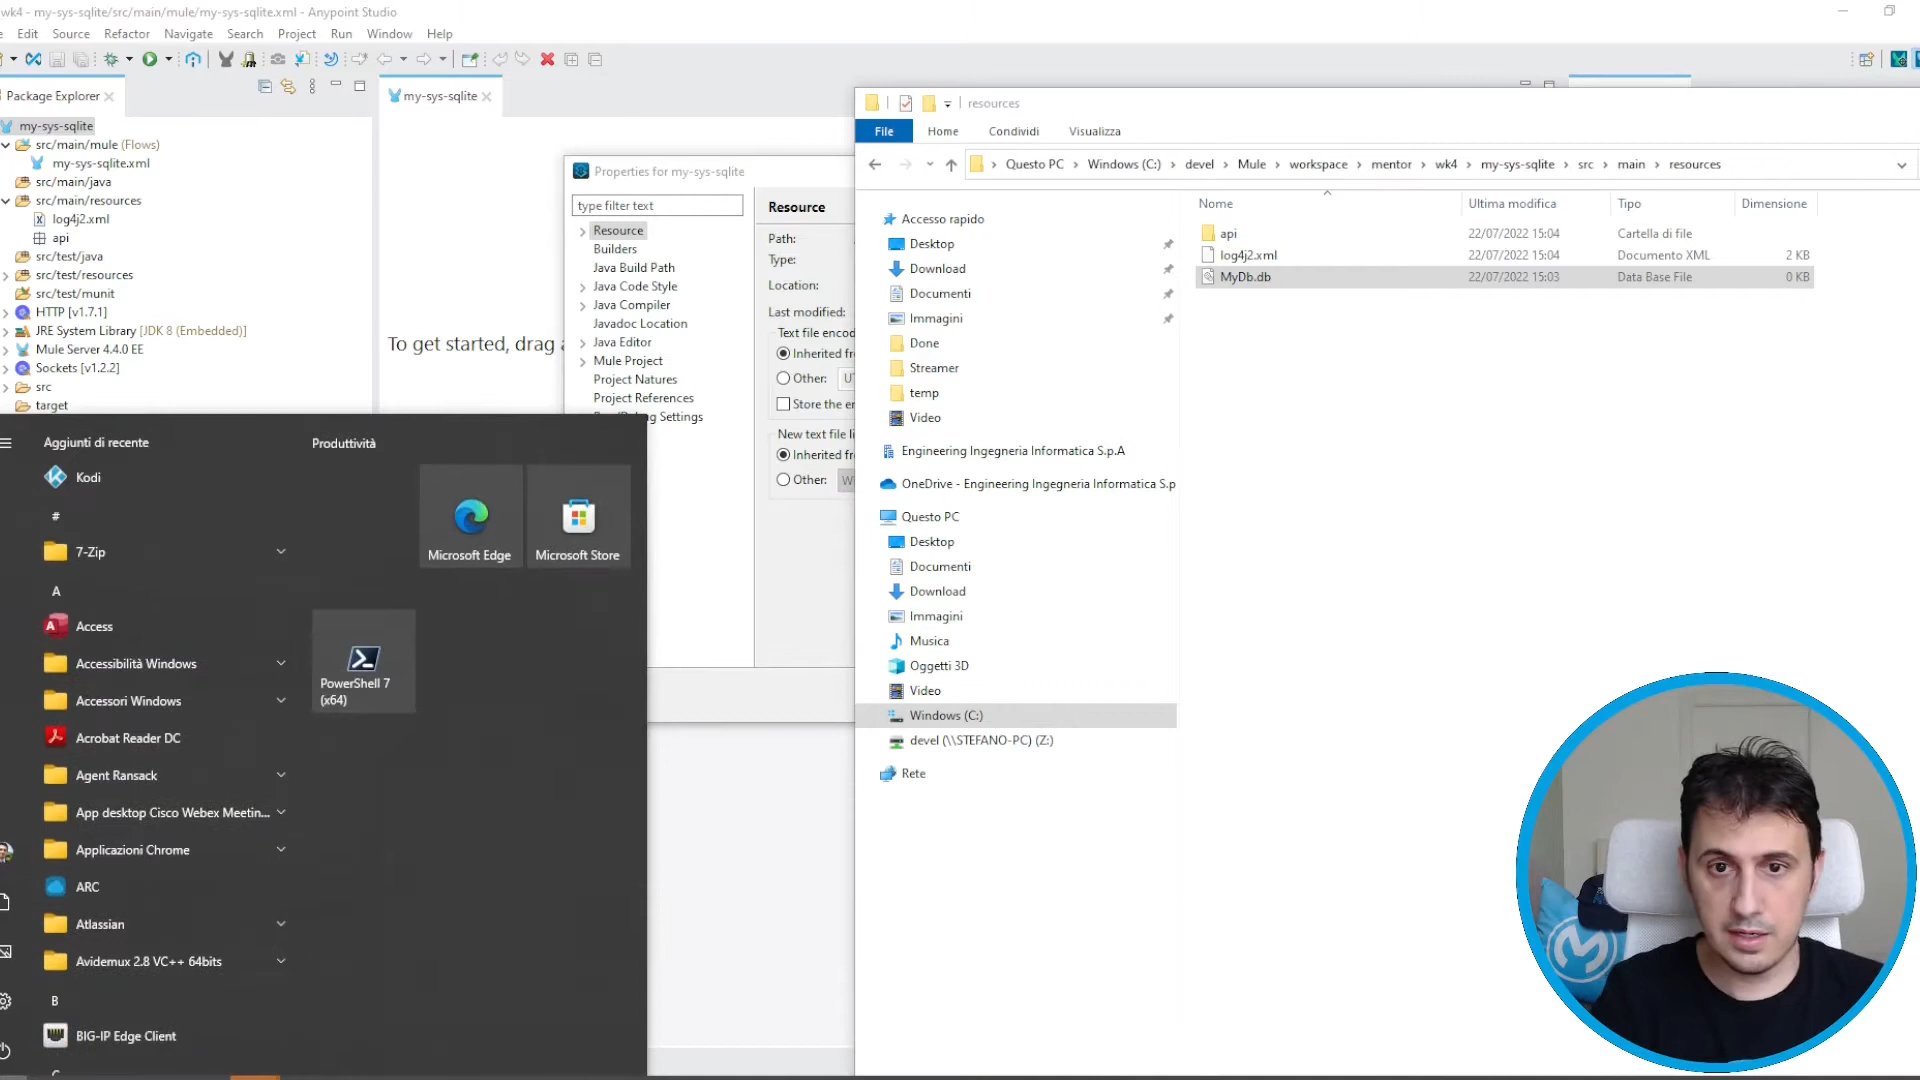 wk4 - my-sys-sqlite/src/main/mule/my-sys-sqlite.xml - Anypoint Studio
Edit Source Refactor Navigate Search Project Run Window Help
Package Explorer
my-sys-sqlite
src/main/mule (Flows)
my-sys-sqlite.xml
src/main/java
src/main/resources
log4j2.xml
api
src/test/java
src/test/resources
src/test/munit
HTTP [v1.7.1]
JRE System Library [JDK 8 (Embedded)]
Mule Server 4.4.0 EE
Sockets [v1.2.2]
src
target
my-sys-sqlite
To get started, drag a
Properties for my-sys-sqlite
type filter text
Resource
Builders
Java Build Path
Java Code Style
Java Compiler
Javadoc Location
Java Editor
Mule Project
Project Natures
Project References
Settings
Resource
Path:
Type:
Location:
Last modified:
Text file enco
Inherited fr
Other:
Store the e
New text file li
Inherited fr
Other:
resources
File Home Condividi Visualizza
Questo PC Windows (C:) devel Mule workspace mentor wk4 my-sys-sqlite src main resources
Nome Ultima modifica Tipo Dimensione
api 22/07/2022 15:04 Cartella di file
log4j2.xml 22/07/2022 15:04 Documento XML 2 KB
MyDb.db 22/07/2022 15:03 Data Base File 0 KB
Accesso rapido
Desktop
Download
Documenti
Immagini
Done
Streamer
temp
Video
Engineering Ingegneria Informatica S.p.A
OneDrive - Engineering Ingegneria Informatica S.p
Questo PC
Desktop
Documenti
Download
Immagini
Musica
Oggetti 3D
Video
Windows (C:)
devel (\\STEFANO-PC) (Z:)
Rete
Aggiunti di recente
Kodi
#
7-Zip
A
Access
Accessibilità Windows
Accessori Windows
Acrobat Reader DC
Agent Ransack
App desktop Cisco Webex Meetin...
Applicazioni Chrome
ARC
Atlassian
Avidemux 2.8 VC++ 64bits
B
BIG-IP Edge Client
Produttività
Microsoft Edge
Microsoft Store
PowerShell 7
(x64)